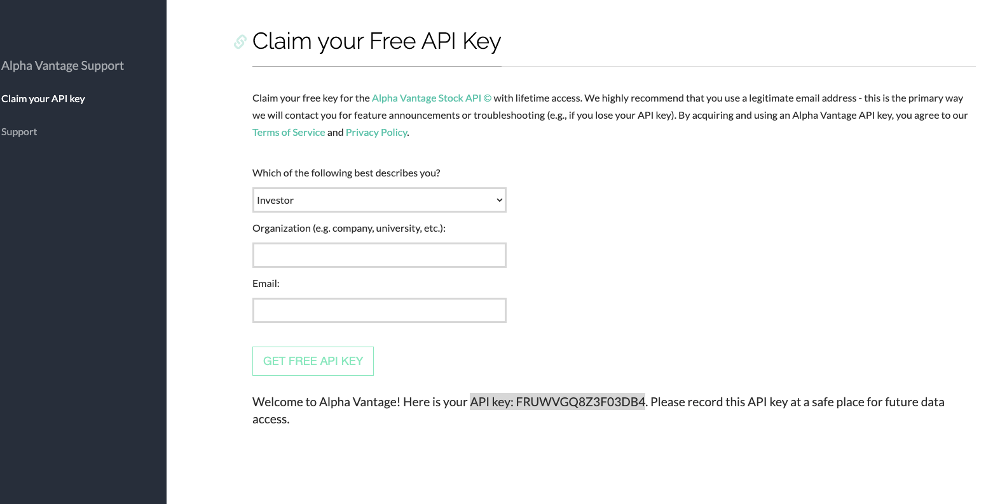 Alpha Vantage Support
Claim your API key
Support
Claim your Free API Key
Claim your free key for the Alpha Vantage Stock API © with lifetime access. We highly recommend that you use a legitimate email address - this is the primary way
we will contact you for feature announcements or troubleshooting (e.g., if you lose your API key). By acquiring and using an Alpha Vantage API key, you agree to our
Terms of Service and Privacy Policy.
Which of the following best describes you?
Investor
Organization (e.g. company, university, etc.):
Email:
GET FREE API KEY
Welcome to Alpha Vantage! Here is your API key: FRUWVGQ8Z3F03DB4. Please record this API key at a safe place for future data
access.